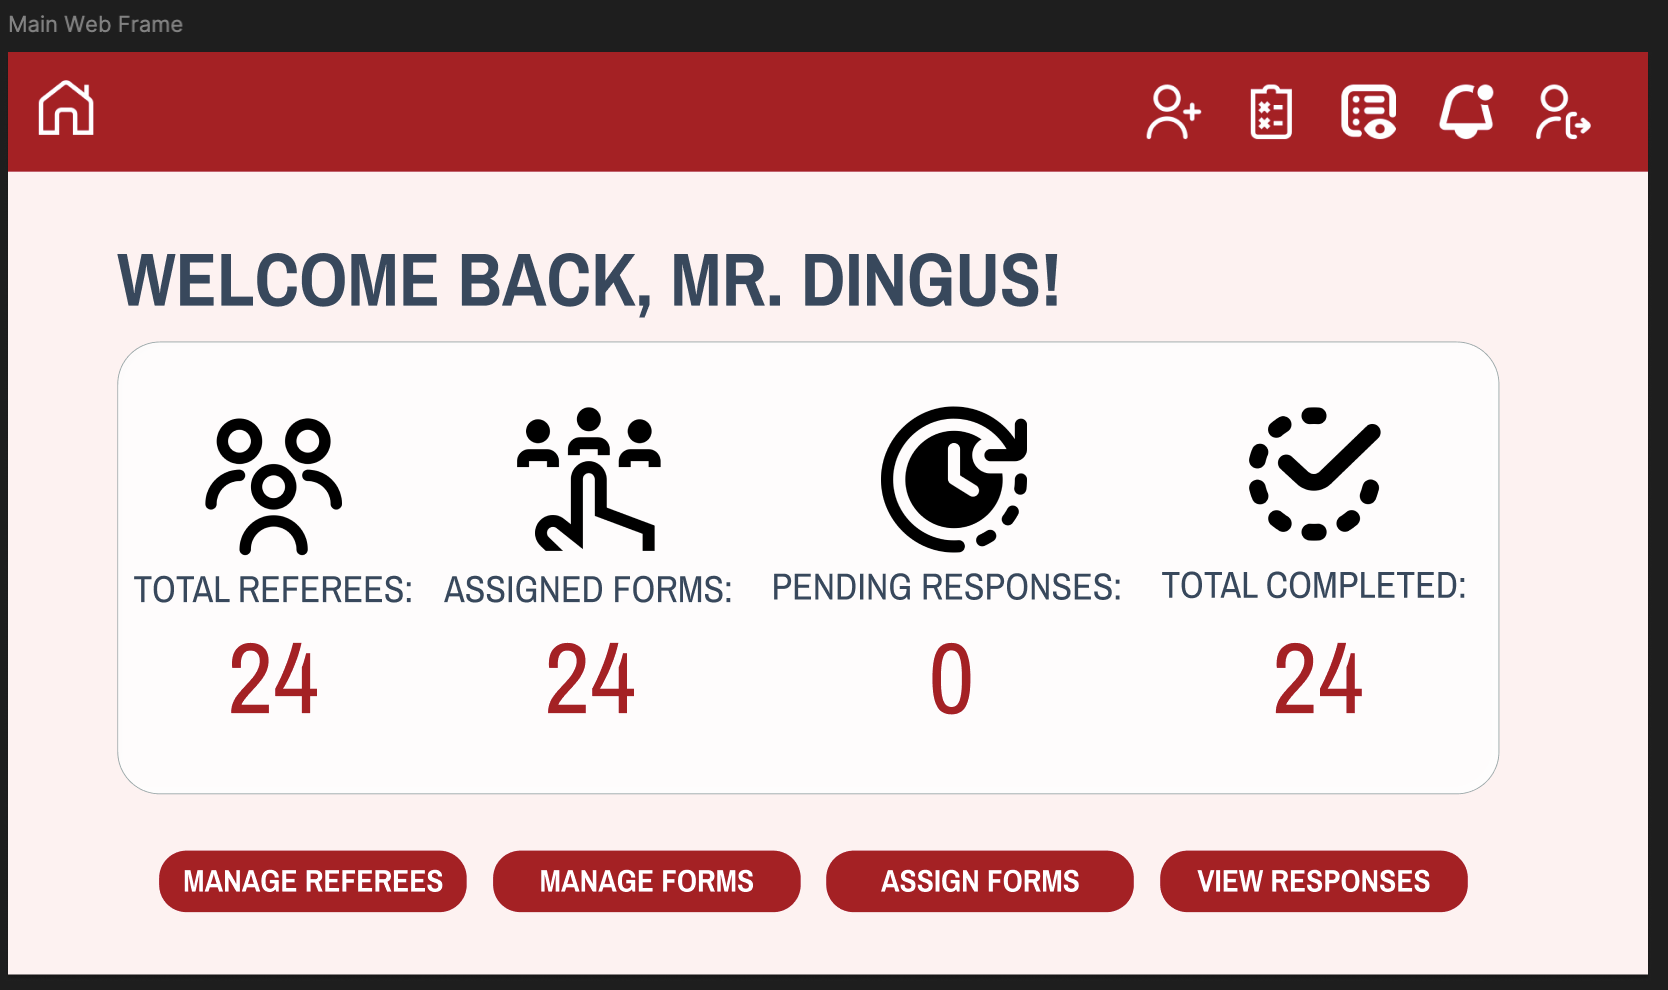 Main Web Frame
WELCOME BACK, MR. DINGUS!
TOTAL REFEREES: ASSIGNED FORMS: PENDING RESPONSES: TOTAL COMPLETED:
24 24 0 24
MANAGE REFEREES MANAGE FORMS ASSIGN FORMS VIEW RESPONSES